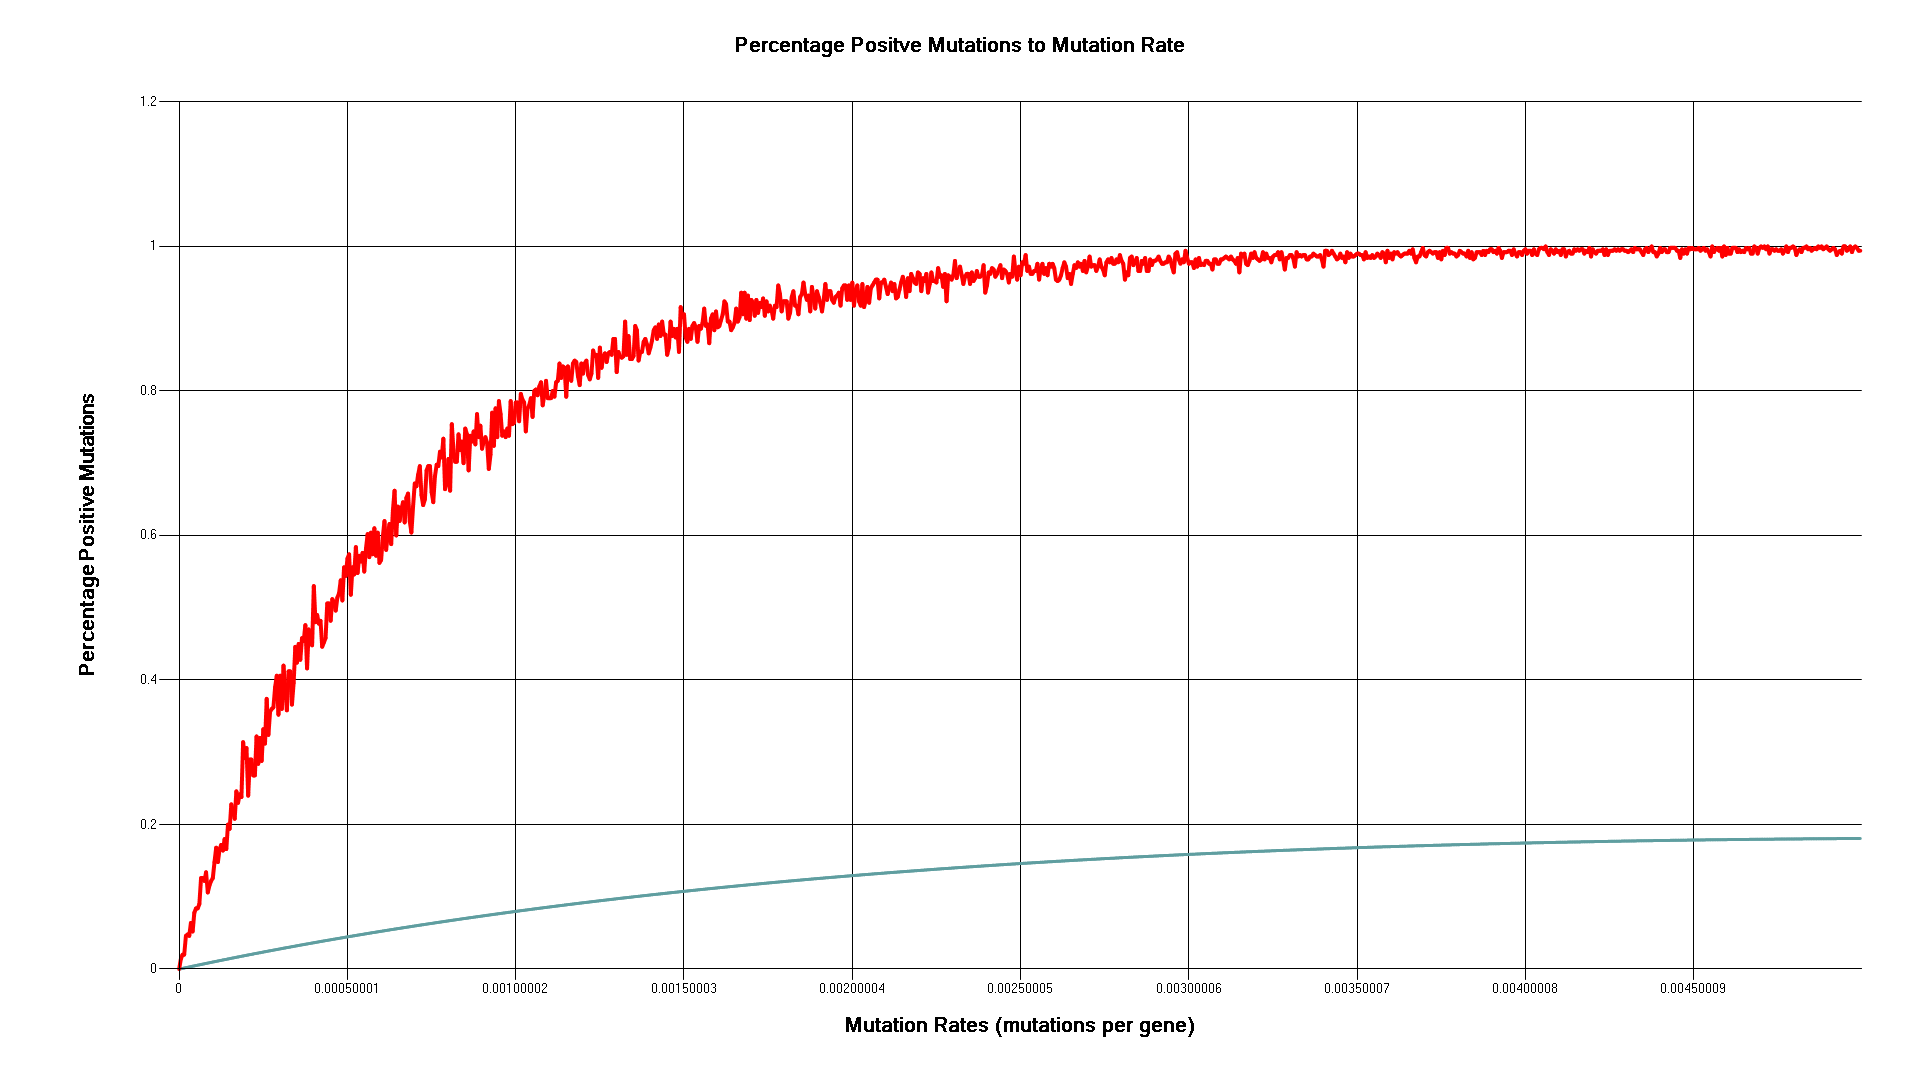 Percentage Positve Mutations to Mutation Rate
1.2
1
0.8
0.6
0.4
0.2
0
Percentage Positive Mutations
0 0.00050001 0.00100002 0.00150003 0.00200004 0.00250005 0.00300006 0.00350007 0.00400008 0.00450009
Mutation Rates (mutations per gene)